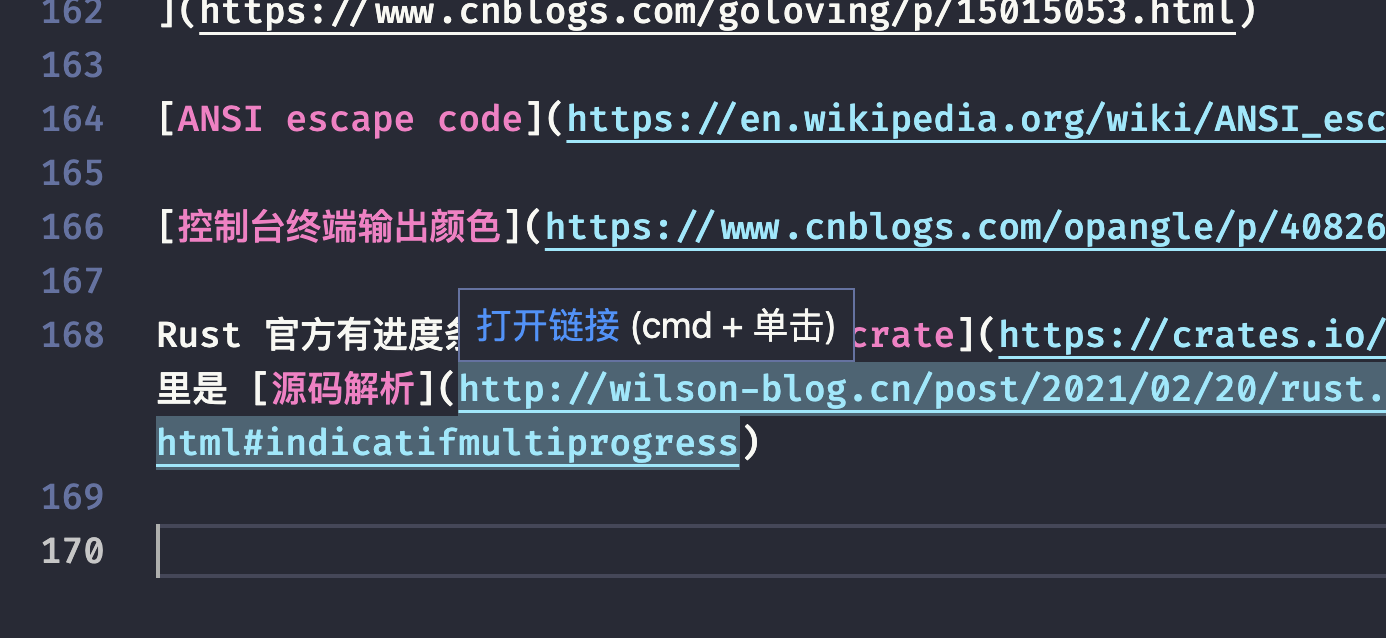 162 ](https://www.cnblogs.com/goloving/p/15015053.html)
163
164 [ANSI escape code](https://en.wikipedia.org/wiki/ANSI_esc
165
166 [控制台终端输出颜色](https://www.cnblogs.com/opangle/p/40826
167
打开链接 (cmd + 单击)
168 Rust 官方有进度条 crate](https://crates.io/
里是 [源码解析](http://wilson-blog.cn/post/2021/02/20/rust.
html#indicatifmultiprogress)
169
170